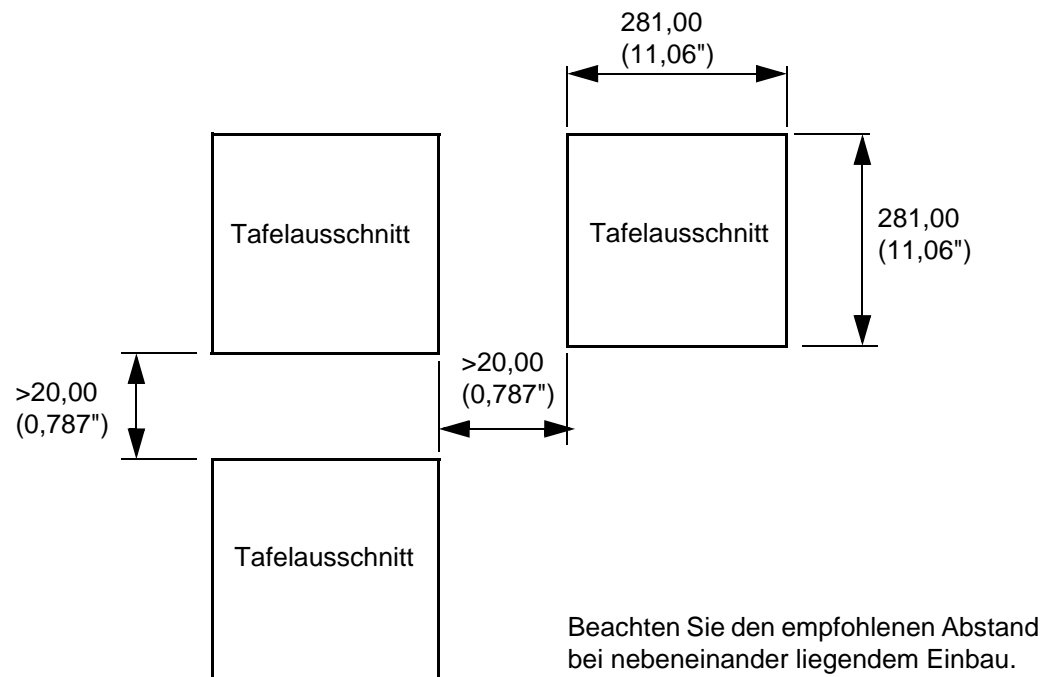 281,00
(11,06")
Tafelausschnitt
Tafelausschnitt
281,00
(11,06")
>20,00
(0,787")
>20,00
(0,787")
Tafelausschnitt
Beachten Sie den empfohlenen Abstand
bei nebeneinander liegendem Einbau.